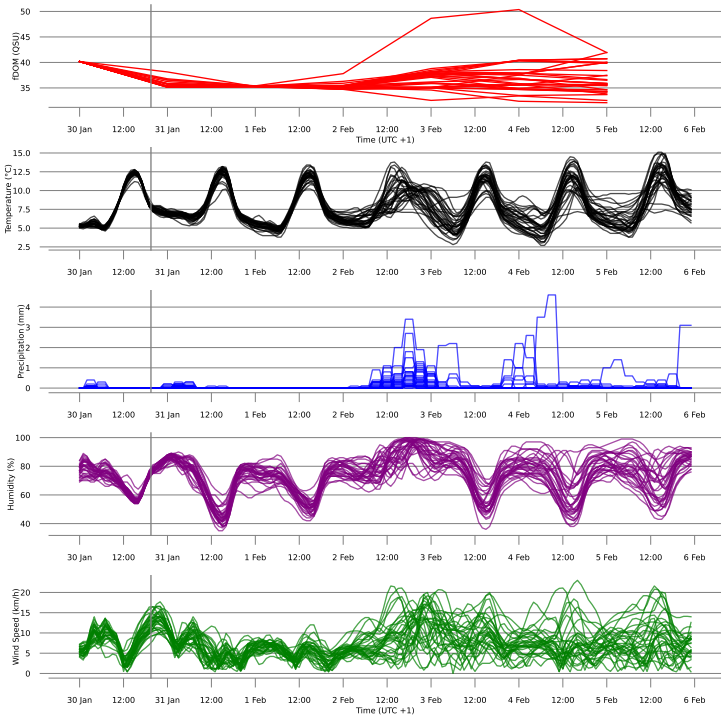 fDOM (QSU)
50
45
40
35
30 Jan 12:00 31 Jan 12:00 1 Feb 12:00 2 Feb 12:00 3 Feb 12:00 4 Feb 12:00 5 Feb 12:00 6 Feb
Time (UTC +1)
Temperature (°C)
15.0
12.5
10.0
7.5
5.0
2.5
30 Jan 12:00 31 Jan 12:00 1 Feb 12:00 2 Feb 12:00 3 Feb 12:00 4 Feb 12:00 5 Feb 12:00 6 Feb
Precipitation (mm)
4
3
2
1
0
30 Jan 12:00 31 Jan 12:00 1 Feb 12:00 2 Feb 12:00 3 Feb 12:00 4 Feb 12:00 5 Feb 12:00 6 Feb
Humidity (%)
100
80
60
40
30 Jan 12:00 31 Jan 12:00 1 Feb 12:00 2 Feb 12:00 3 Feb 12:00 4 Feb 12:00 5 Feb 12:00 6 Feb
Wind Speed (km/h)
20
15
10
5
0
30 Jan 12:00 31 Jan 12:00 1 Feb 12:00 2 Feb 12:00 3 Feb 12:00 4 Feb 12:00 5 Feb 12:00 6 Feb
Time (UTC +1)